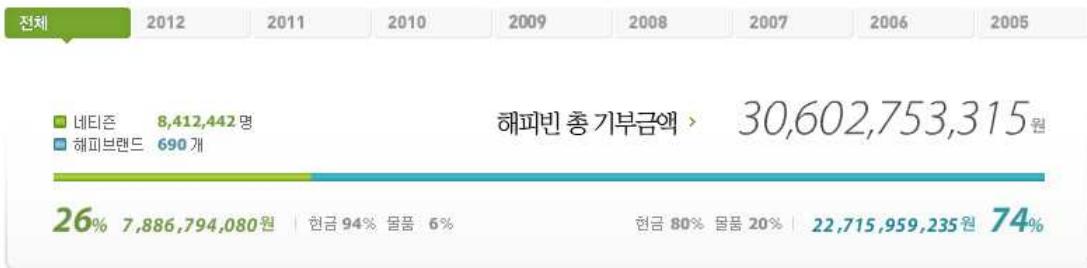 전체 2012 2011 2010 2009 2008 2007 2006 2005
네티즌 8,412,442 명
해피브랜드 690 개
해피빈 총 기부금액 > 30,602,753,315원
26% 7,886,794,080원 | 현금 94% 물품 6% 현금 80% 물품 20% | 22,715,959,235원 74%